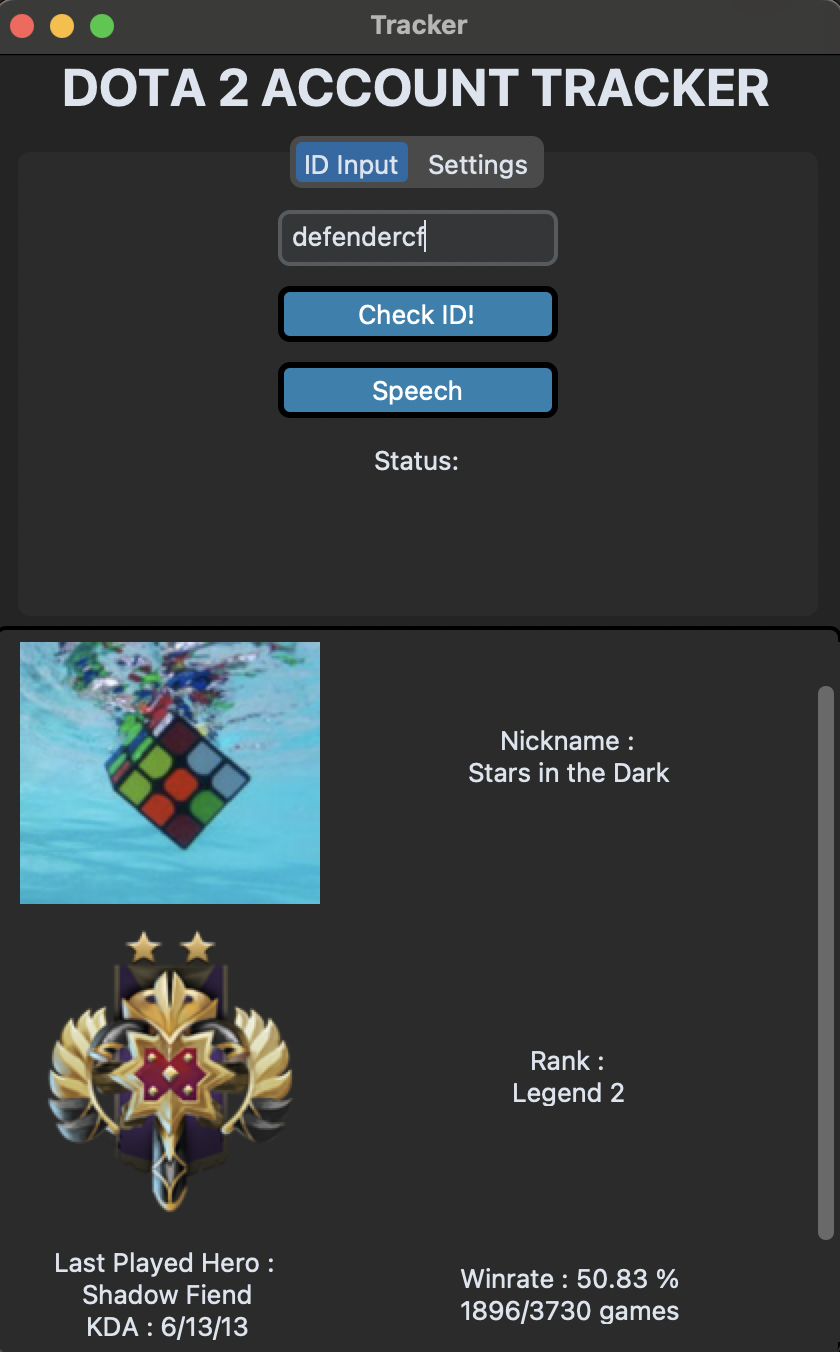 Tracker
DOTA 2 ACCOUNT TRACKER
ID Input
Settings
defendercf
Check ID!
Speech
Status:
Nickname :
Stars in the Dark
Rank :
Legend 2
Last Played Hero :
Shadow Fiend
KDA : 6/13/13
Winrate : 50.83 %
1896/3730 games